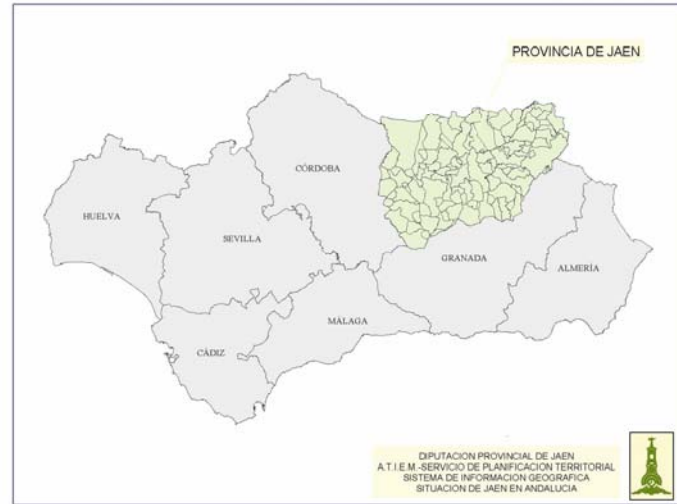 PROVINCIA DE JAEN
CÓRDOBA
HUELVA
SEVILLA
GRANADA
ALMERÍA
MÁLAGA
CÁDIZ
DIPUTACION PROVINCIAL DE JAEN
A.T.I.E.M.-SERVICIO DE PLANIFICACION TERRITORIAL
SISTEMA DE INFORMACION GEOGRAFICA
SITUACION DE JAEN EN ANDALUCIA